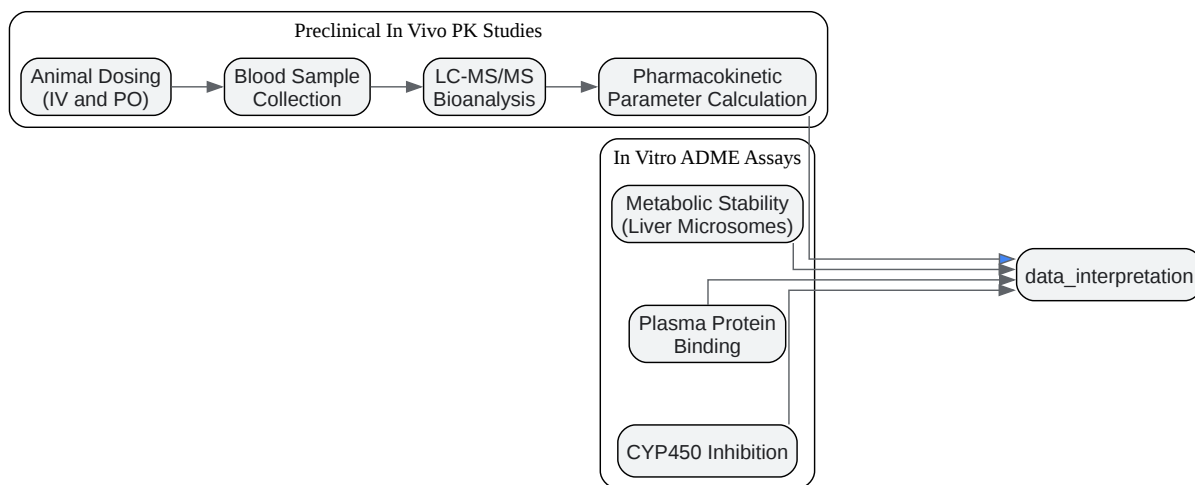 Preclinical In Vivo PK Studies
Animal Dosing
(IV and PO)
Blood Sample
Collection
LC-MS/MS
Bioanalysis
Pharmacokinetic
Parameter Calculation
In Vitro ADME Assays
Metabolic Stability
(Liver Microsomes)
data_interpretation
Plasma Protein
Binding
CYP450 Inhibition